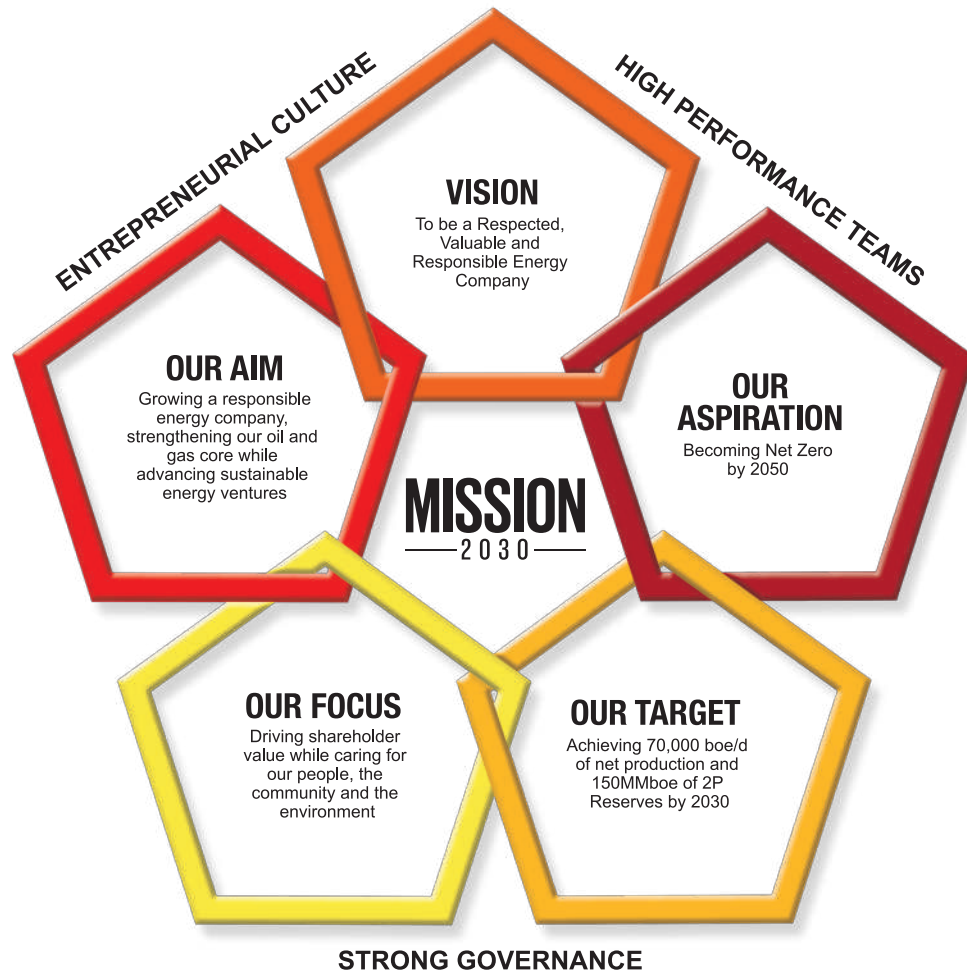 ENTREPRENEURIAL CULTURE
HIGH PERFORMANCE TEAMS
VISION
To be a Respected,
Valuable and
Responsible Energy
Company
OUR AIM
Growing a responsible
energy company,
strengthening our oil and
gas core while
advancing sustainable
energy ventures
OUR
ASPIRATION
Becoming Net Zero
by 2050
MISSION
2030
OUR FOCUS
Driving shareholder
value while caring for
our people, the
community and the
environment
OUR TARGET
Achieving 70,000 boe/d
of net production and
150MMboe of 2P
Reserves by 2030
STRONG GOVERNANCE